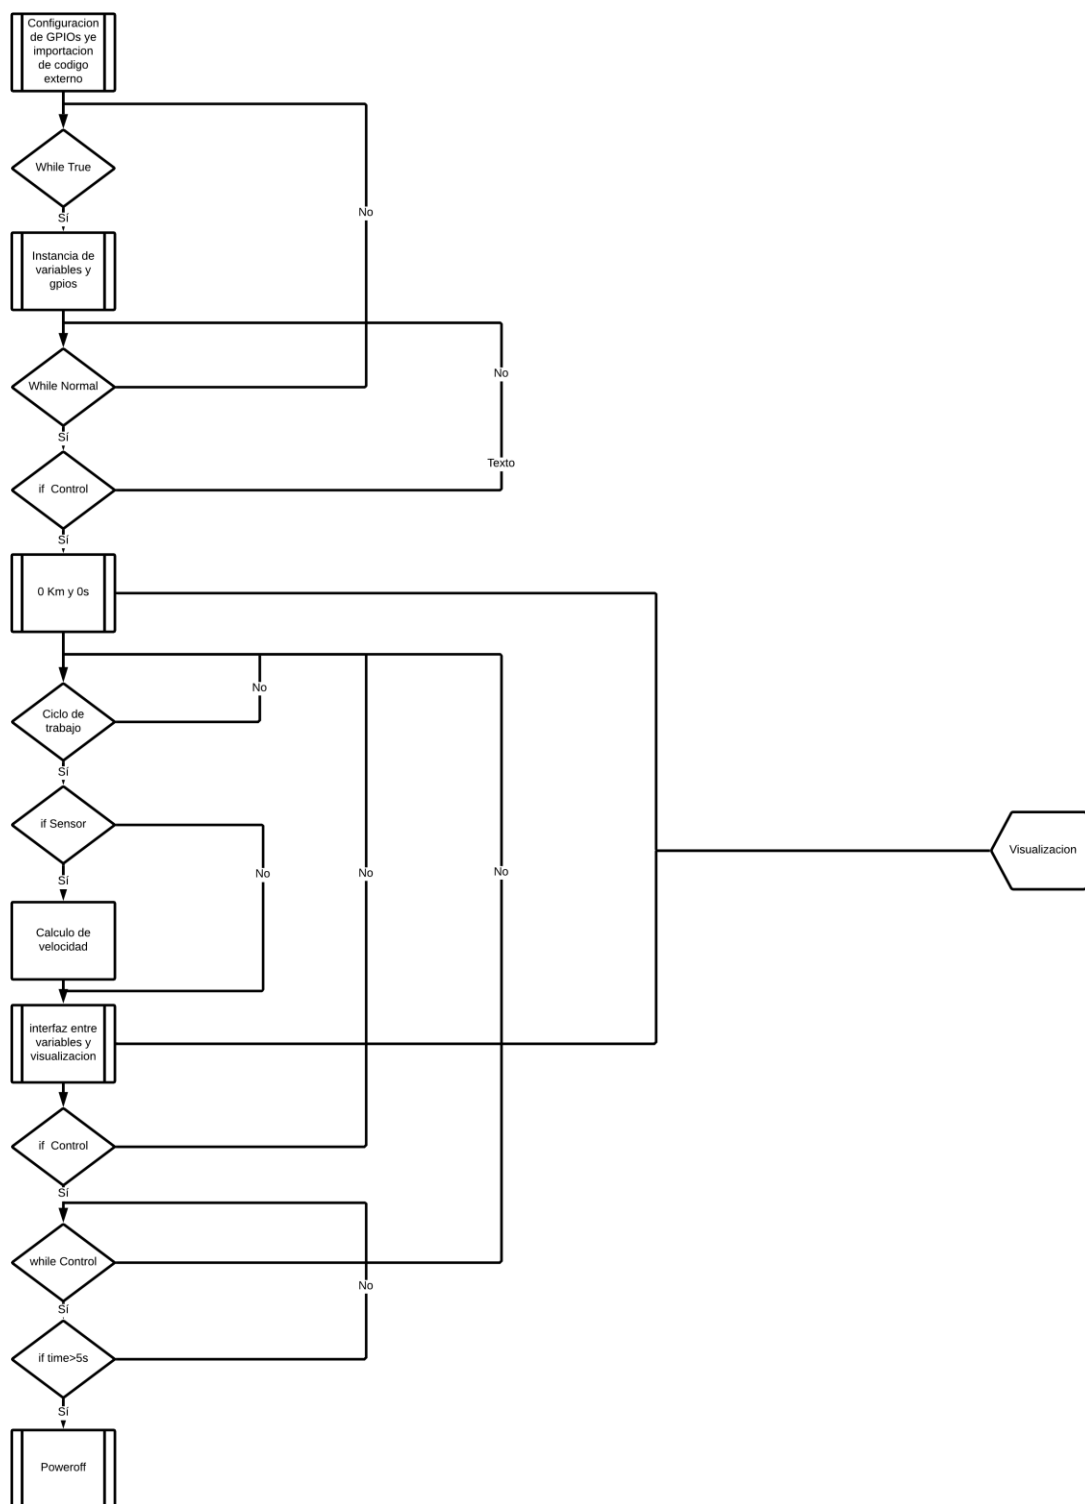 Configuracion
de GPIOs ye
importacion
de codigo
externo
While True
Sí
No
Instancia de
variables y
gpios
No
While Normal
Sí
Texto
if  Control
Sí
0 Km y 0s
No
Ciclo de
trabajo
Sí
if Sensor
Visualizacion
No
No
No
Sí
Calculo de
velocidad
interfaz entre
variables y
visualizacion
if  Control
Sí
while Control
No
Sí
if time>5s
Sí
Poweroff